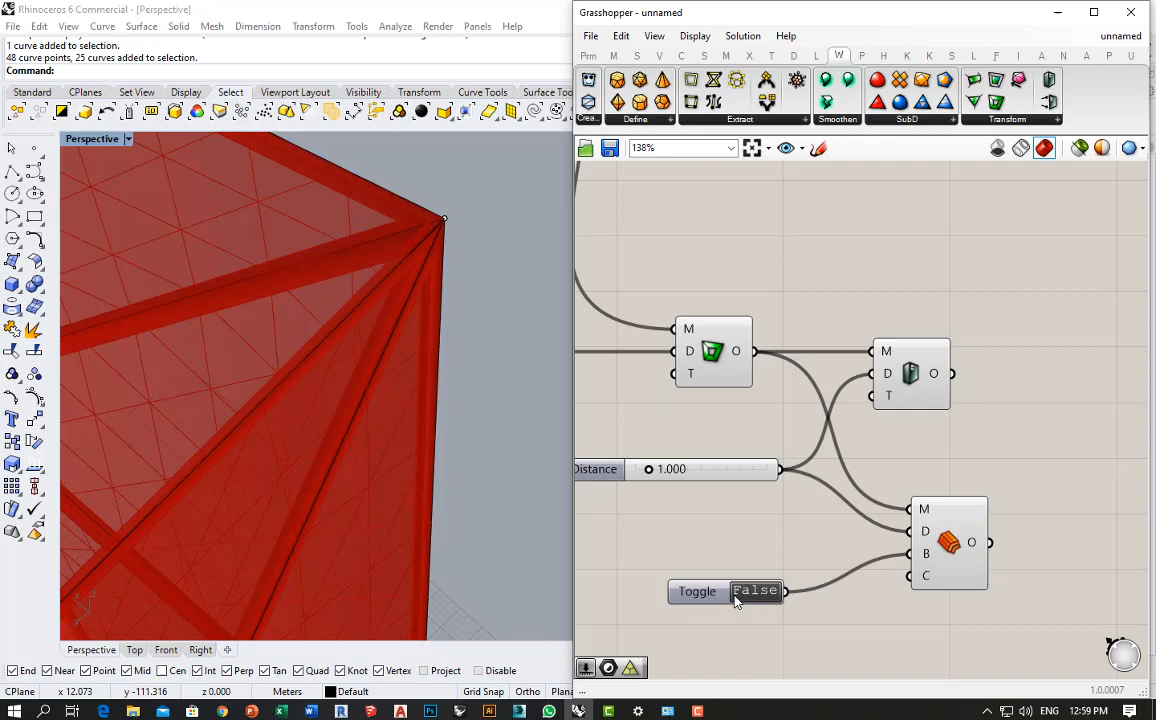 Rhinoceros 6 Commercial - [Perspective]
File Edit View Curve Surface Solid Mesh Dimension Transform Tools Analyze Render Panels Help
1 curve added to selection.
48 curve points, 25 curves added to selection.
Command:
Standard CPlanes Set View Display Select Viewport Layout Visibility Transform Curve Tools Surface Too
Perspective
Perspective Top Front Right
End Near Point Mid Cen Int Perp Tan Quad Knot Vertex Project Disable
CPlane x 12.073 y -111.316 z 0.000 Meters Default Grid Snap Ortho Plana
Grasshopper - unnamed
File Edit View Display Solution Help unnamed
Prm M S V C S M X D L W P H K S L I A M P U
Crea... Define Extract Smoothen SubD Transform
138%
M
D O
T
M
D O
T
Distance 1.000
M
D
B O
C
Toggle False
... 1.0.0007
12:59 PM